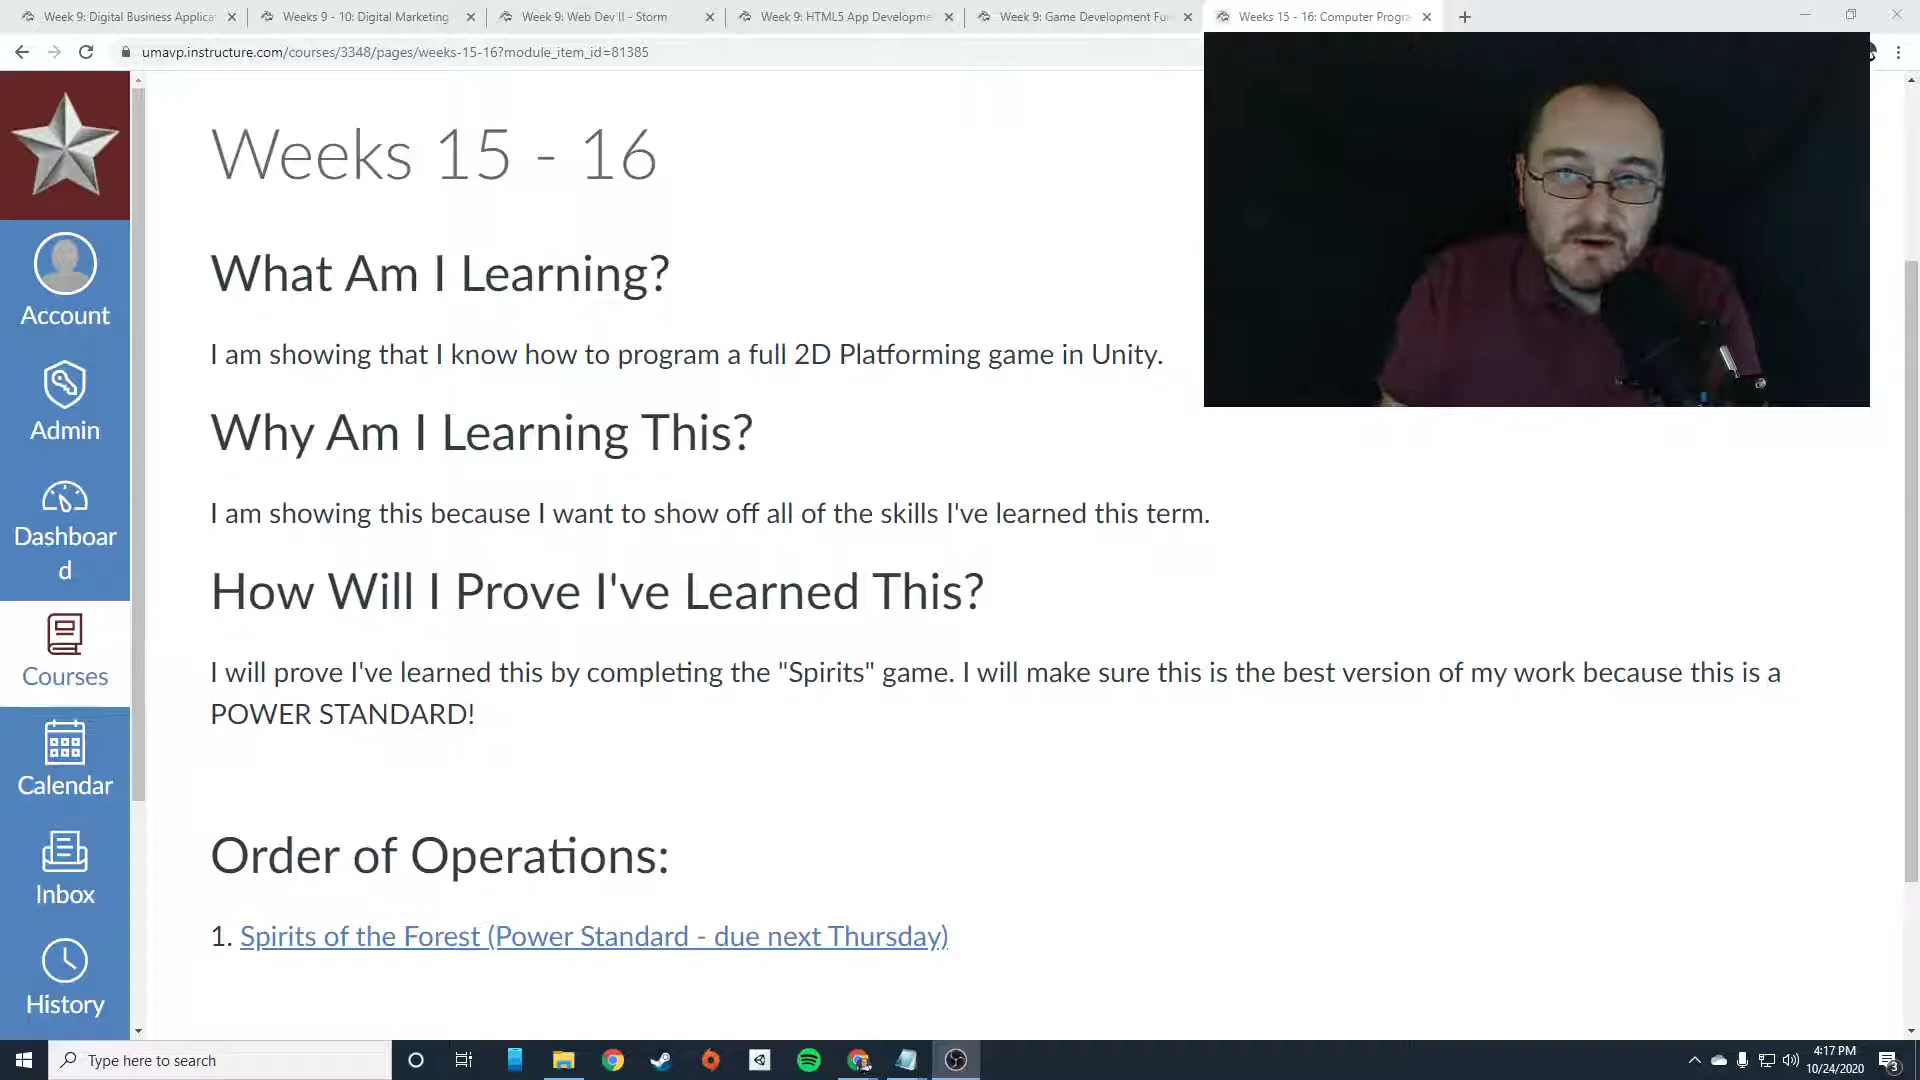 Week 9: Digital Business Applica
Weeks 9 - 10: Digital Marketing
Week 9: Web Dev II - Storm
Week 9: HTML5 App Developme
Week 9: Game Development Fu
Weeks 15 - 16: Computer Progra
umavp.instructure.com/courses/3348/pages/weeks-15-16?module_item_id=81385
Weeks 15 - 16
What Am I Learning?
I am showing that I know how to program a full 2D Platforming game in Unity.
Why Am I Learning This?
I am showing this because I want to show off all of the skills I've learned this term.
How Will I Prove I've Learned This?
I will prove I've learned this by completing the "Spirits" game. I will make sure this is the best version of my work because this is a
POWER STANDARD!
Order of Operations:
1. Spirits of the Forest (Power Standard - due next Thursday)
Account
Admin
Dashboar
d
Courses
Calendar
Inbox
History
Type here to search
4:17 PM
10/24/2020
3